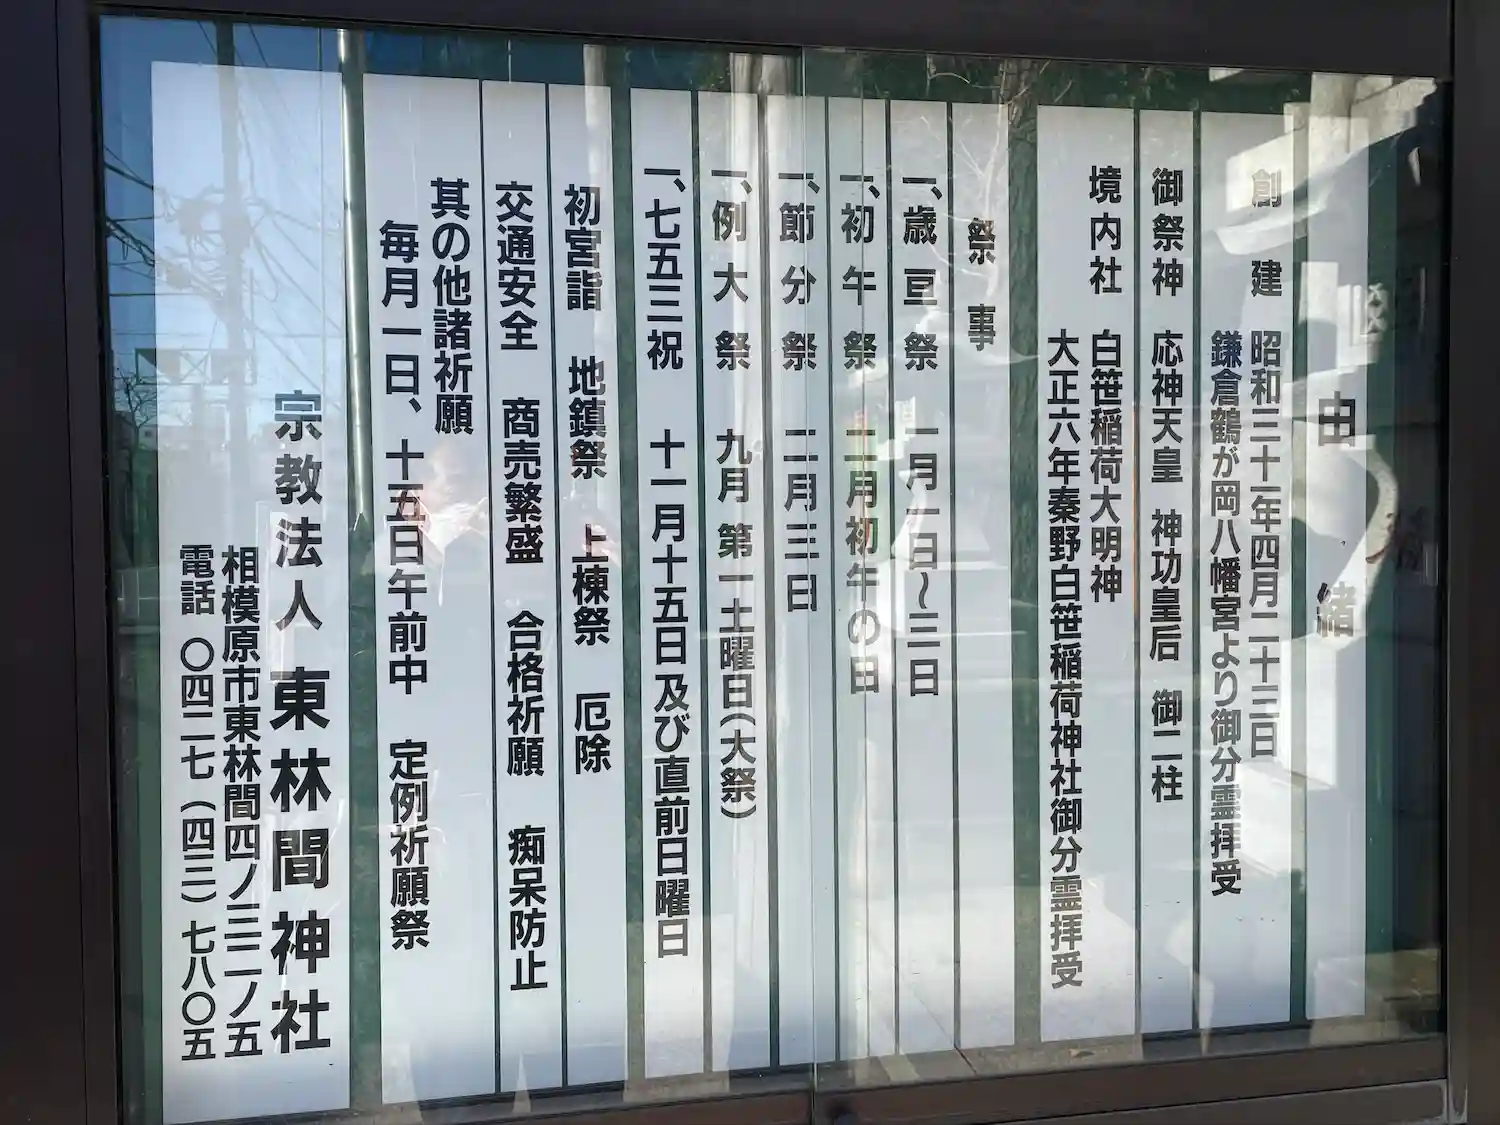 由緒
創建 昭和三十一年四月二十三日
鎌倉鶴が岡八幡宮より御分霊拝受
御祭神 応神天皇 神功皇后 御二柱
境内社 白笹稲荷大明神
大正六年秦野白笹稲荷神社御分霊拝受
祭事
一、歳亘祭 一月一日〜三日
一、初午祭 二月初午の日
一、節分祭 二月三日
一、例大祭 九月第一土曜日(大祭)
一、七五三祝 十一月十五日及び直前日曜日
初宮詣 地鎮祭 上棟祭 厄除
交通安全 商売繁盛 合格祈願 痴呆防止
其の他諸祈願
毎月一日、十五日午前中 定例祈願祭
宗教法人 東林間神社
相模原市東林間四ノ三二ノ五
電話 〇四二七(四三)七八〇五